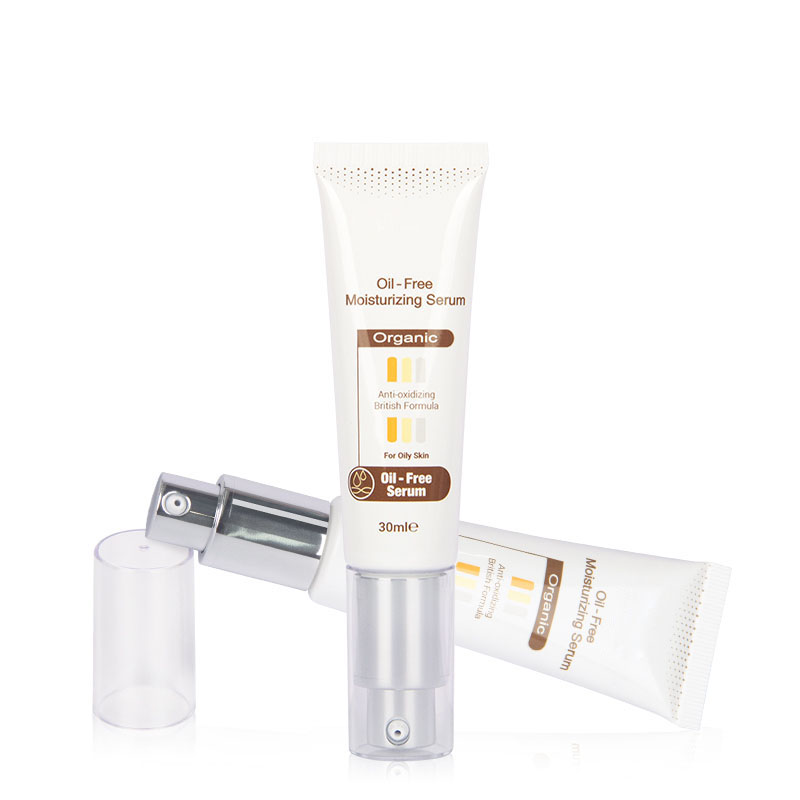 Oil-Free
Moisturizing Serum
Organic
Anti-oxidizing
British Formula
For Oily Skin
Oil-Free
Serum
30ml℮
Oil-Free
Moisturizing Serum
Organic
Anti-oxidizing
British Formula